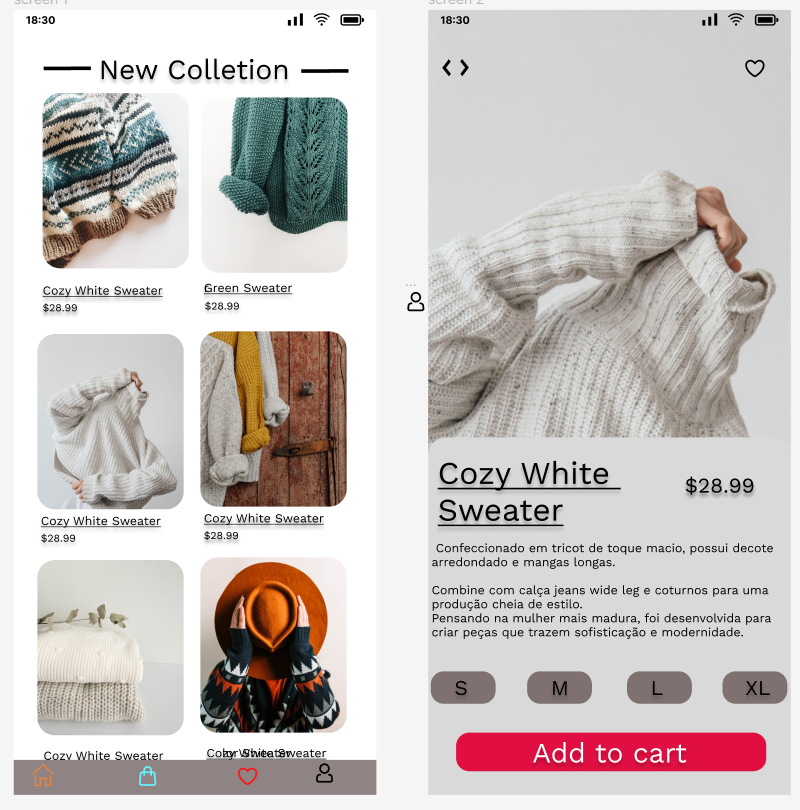 Screen 1
18:30
New Colletion
Cozy White Sweater
$28.99
Green Sweater
$28.99
Cozy White Sweater
$28.99
Cozy White Sweater
$28.99
Cozy White Sweater
Screen 2
18:30
Cozy White
Sweater
$28.99
Confeccionado em tricot de toque macio, possui decote
arredondado e mangas longas.
Combine com calça jeans wide leg e coturnos para uma
produção cheia de estilo.
Pensando na mulher mais madura, foi desenvolvida para
criar peças que trazem sofisticação e modernidade.
S
M
L
XL
Add to cart